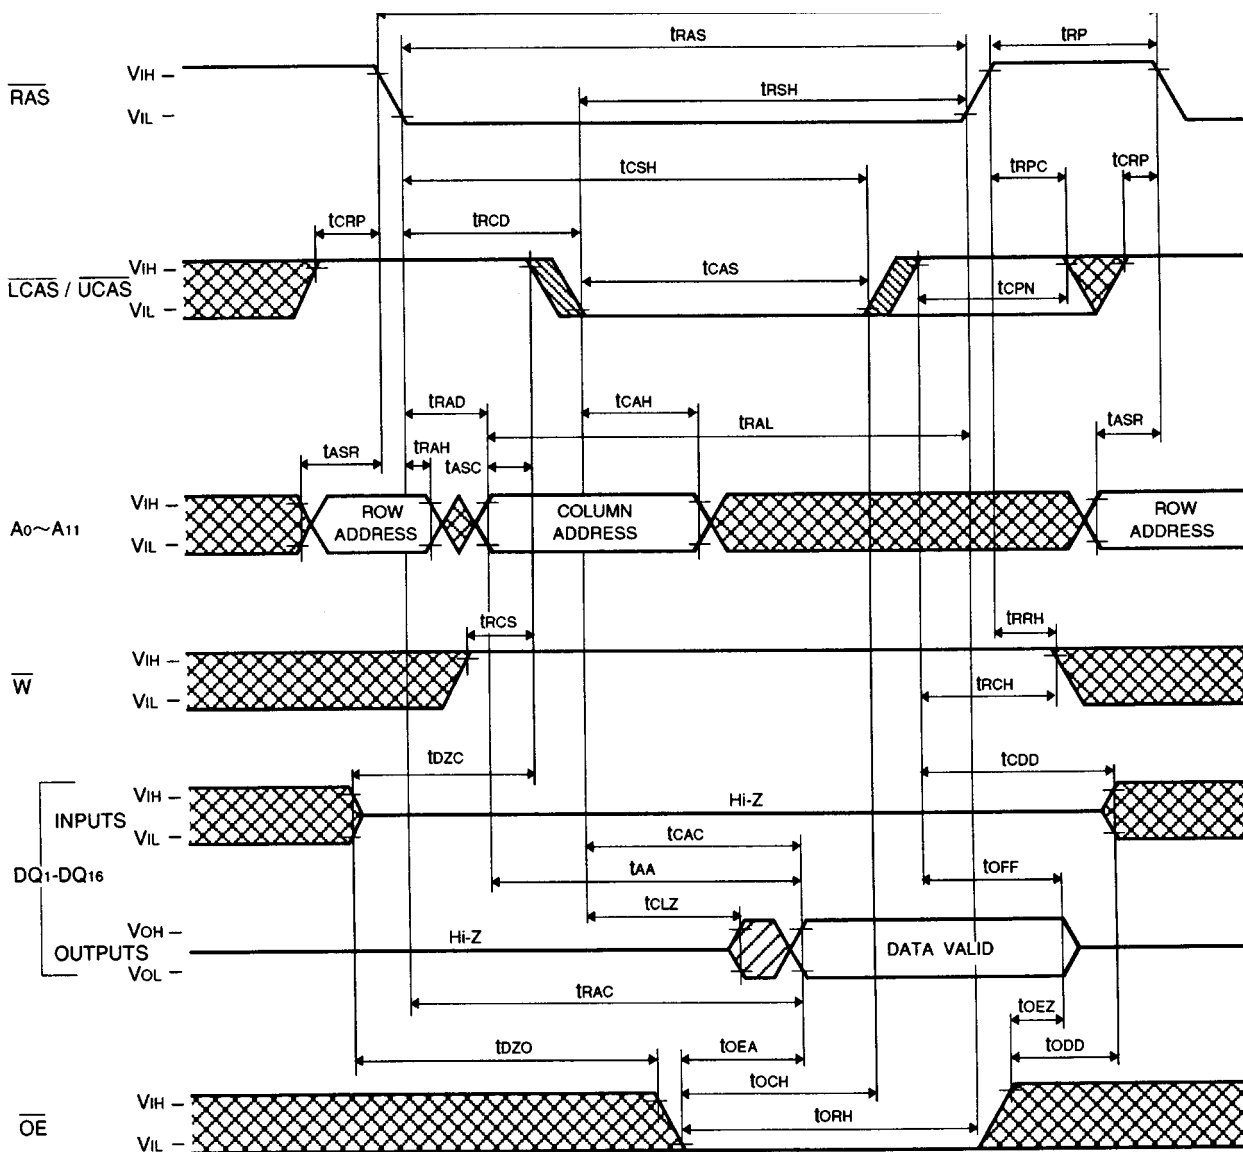 tRAS
tRP
VIH
RAS
VIL
tRSH
tCSH
tRPC
tCRP
tCRP
tRCD
VIH
LCAS / UCAS
tCAS
tCPN
VIL
tRAD
tCAH
tRAL
tASR
tRAH
tASC
tASR
VIH
A0~A11
ROW ADDRESS
COLUMN ADDRESS
ROW ADDRESS
VIL
tRCS
tRRH
VIH
W
tRCH
VIL
tDZC
tCDD
VIH
INPUTS
Hi-Z
VIL
tCAC
DQ1-DQ16
tAA
tOFF
tCLZ
VOH
OUTPUTS
Hi-Z
DATA VALID
VOL
tRAC
tOEZ
tDZO
tOEA
tODD
tOCH
VIH
OE
tORH
VIL